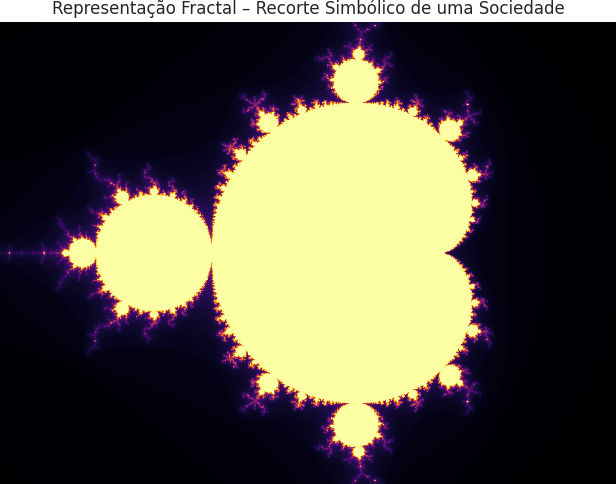 Representação Fractal – Recorte Simbólico de uma Sociedade